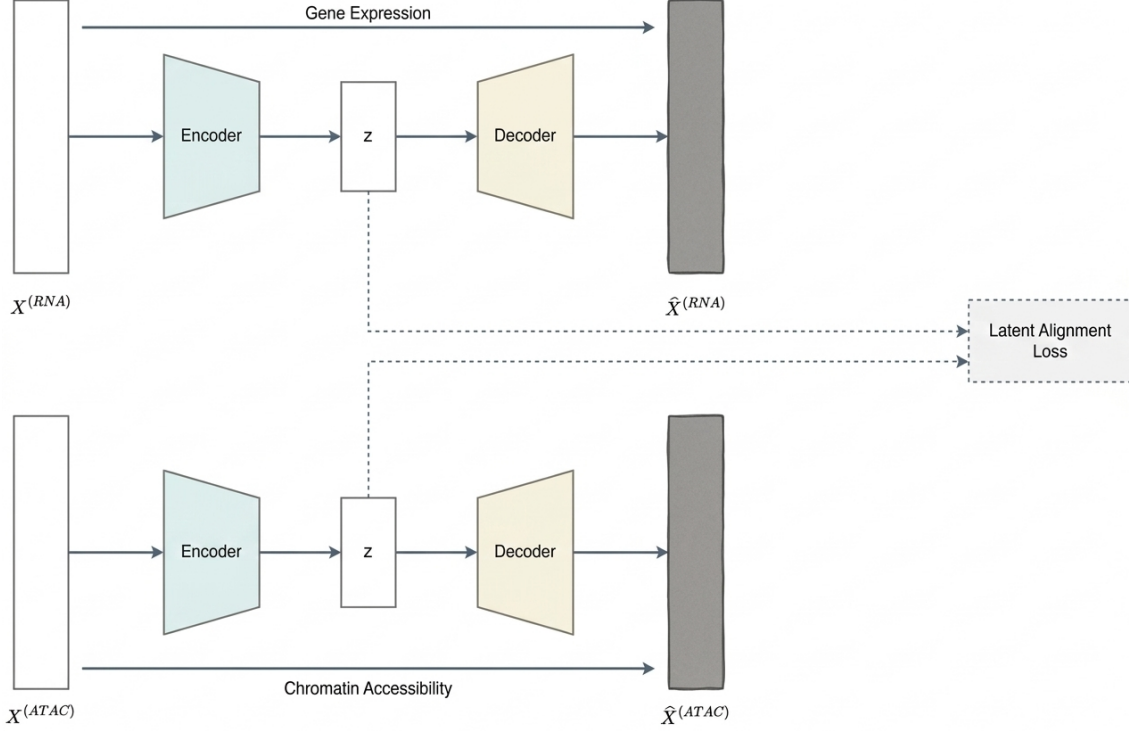 Gene Expression
Encoder
z
Decoder
X^(RNA)
X̂^(RNA)
Latent Alignment
Loss
Encoder
z
Decoder
Chromatin Accessibility
X^(ATAC)
X̂^(ATAC)